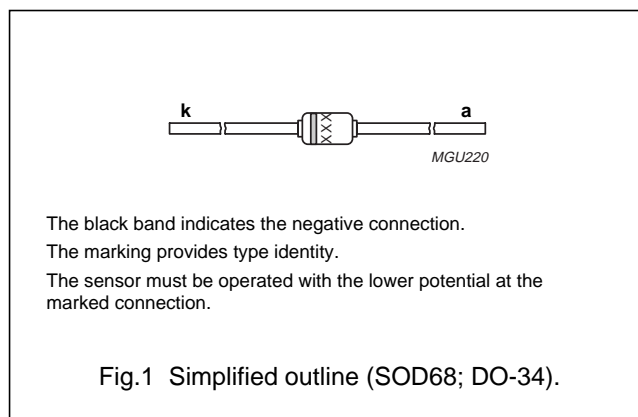 k a
MGU220
The black band indicates the negative connection.
The marking provides type identity.
The sensor must be operated with the lower potential at the
marked connection.
Fig.1 Simplified outline (SOD68; DO-34).